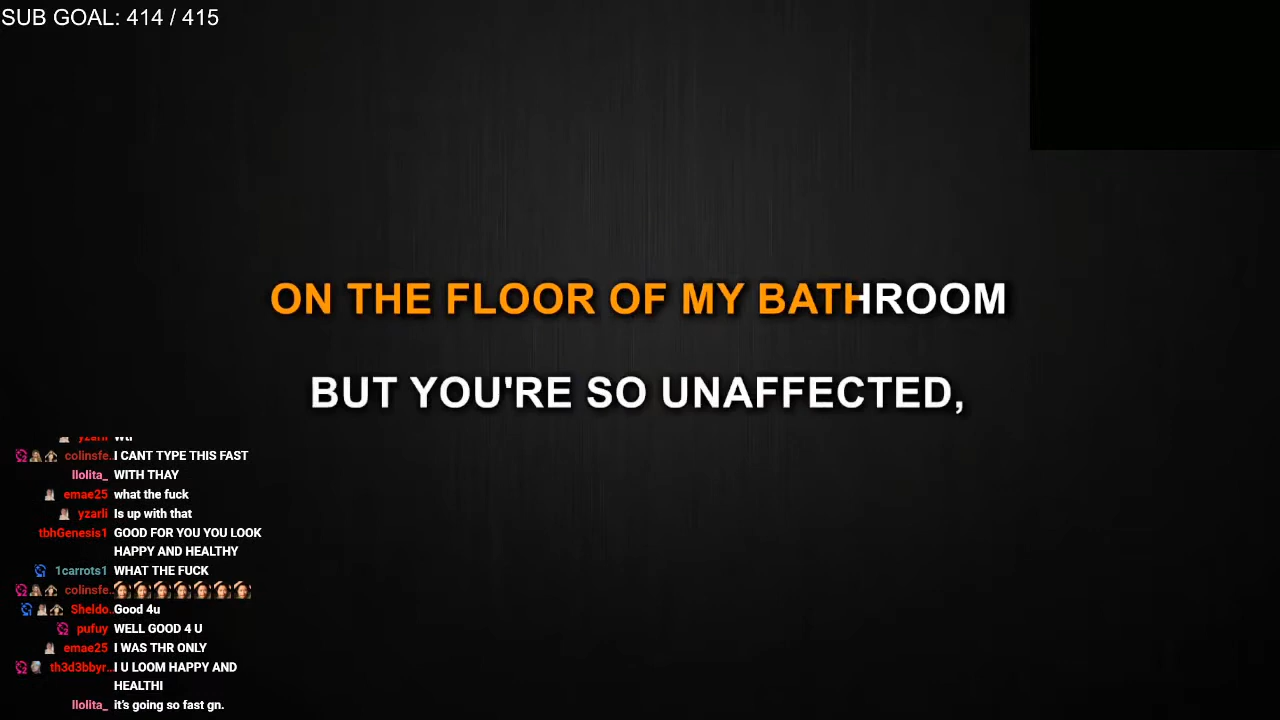 SUB GOAL: 414 / 415
ON THE FLOOR OF MY BATHROOM
BUT YOU'RE SO UNAFFECTED,
colinsfe.. I CANT TYPE THIS FAST
llolita_ WITH THAY
emae25 what the fuck
yzarli Is up with that
tbhGenesis1 GOOD FOR YOU YOU LOOK
HAPPY AND HEALTHY
1carrots1 WHAT THE FUCK
colinsfe..
Sheldo.. Good 4u
pufuy WELL GOOD 4 U
emae25 I WAS THR ONLY
th3d3bbyr.. I U LOOM HAPPY AND
HEALTHI
llolita_ it's going so fast gn.